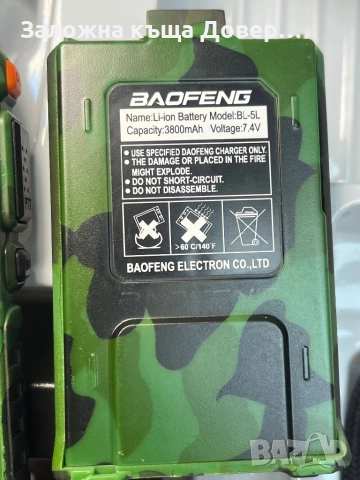 Заложна къща Довер...
BAOFENG
Name:Li-ion Battery Model:BL-5L
Capacity:3800mAh Voltage:7.4V
● USE SPECIFIED DAOFENG CHARGER ONLY.
● THE DAMAGE OR PLACED IN THE FIRE
MIGHT EXPLODE.
● DO NOT SHORT-CIRCUIT.
● DO NOT DISASSEMBLE.
>60℃/140℉
BAOFENG ELECTRON CO.,LTD
BAZAR